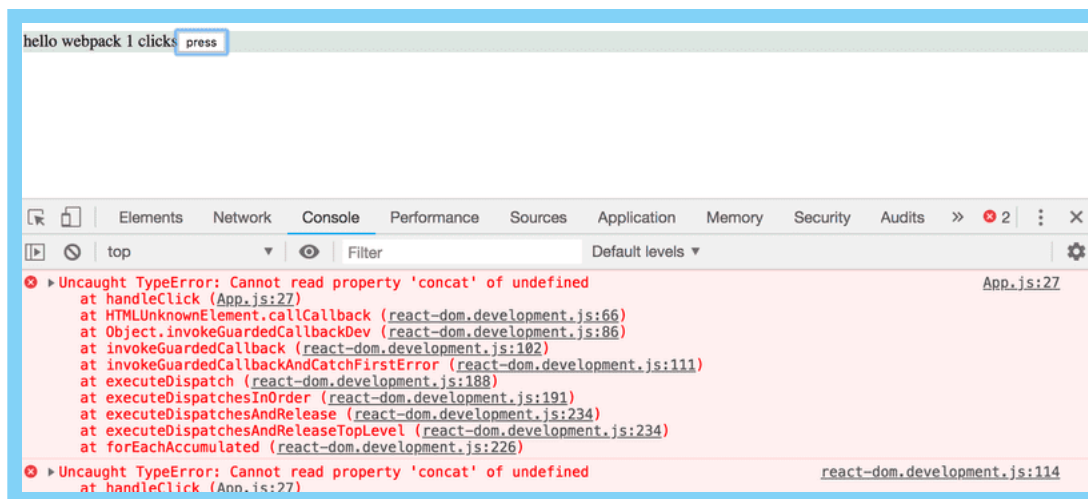 hello webpack 1 clicks press
Elements Network Console Performance Sources Application Memory Security Audits » 2
top Filter Default levels
Uncaught TypeError: Cannot read property 'concat' of undefined App.js:27
at handleClick (App.js:27)
at HTMLUnknownElement.callCallback (react-dom.development.js:66)
at Object.invokeGuardedCallbackDev (react-dom.development.js:86)
at invokeGuardedCallback (react-dom.development.js:102)
at invokeGuardedCallbackAndCatchFirstError (react-dom.development.js:111)
at executeDispatch (react-dom.development.js:188)
at executeDispatchesInOrder (react-dom.development.js:191)
at executeDispatchesAndRelease (react-dom.development.js:234)
at executeDispatchesAndReleaseTopLevel (react-dom.development.js:234)
at forEachAccumulated (react-dom.development.js:226)
Uncaught TypeError: Cannot read property 'concat' of undefined react-dom.development.js:114
at handleClick (App.js:27)